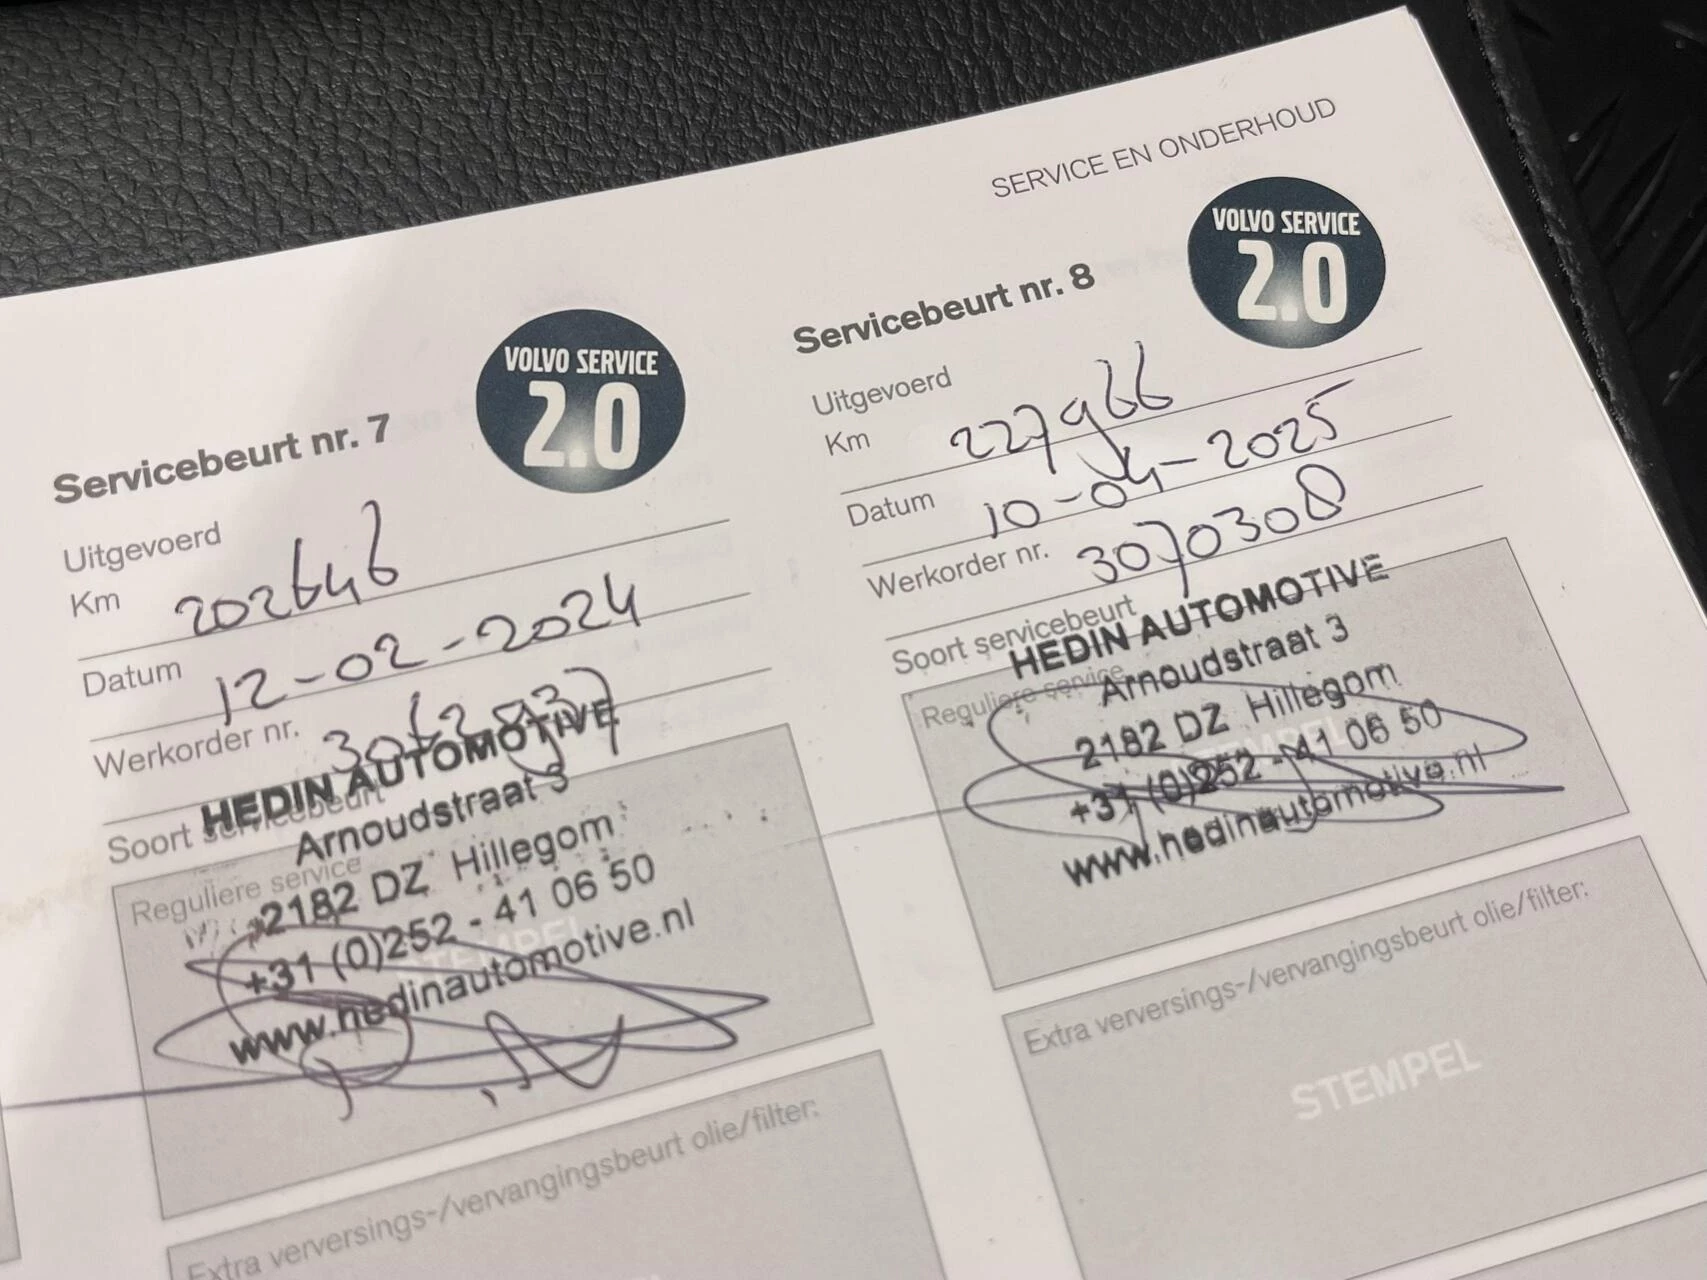 SERVICE EN ONDERHOUD
Servicebeurt nr. 7
VOLVO SERVICE
2.0
Uitgevoerd
Km 202646
Datum 12-02-2024
Werkorder nr.
Soort servicebeurt
Reguliere service
HEDIN AUTOMOTIVE
Arnoudstraat 3
2182 DZ Hillegom
+31 (0)252 - 41 06 50
www.hedinautomotive.nl
STEMPEL
Extra verversings-/vervangingsbeurt olie/filter:
Servicebeurt nr. 8
VOLVO SERVICE
2.0
Uitgevoerd
Km 227966
Datum 10-04-2025
Werkorder nr. 3070308
Soort servicebeurt
Reguliere service
HEDIN AUTOMOTIVE
Arnoudstraat 3
2182 DZ Hillegom
+31 (0)252 - 41 06 50
www.hedinautomotive.nl
STEMPEL
Extra verversings-/vervangingsbeurt olie/filter:
STEMPEL